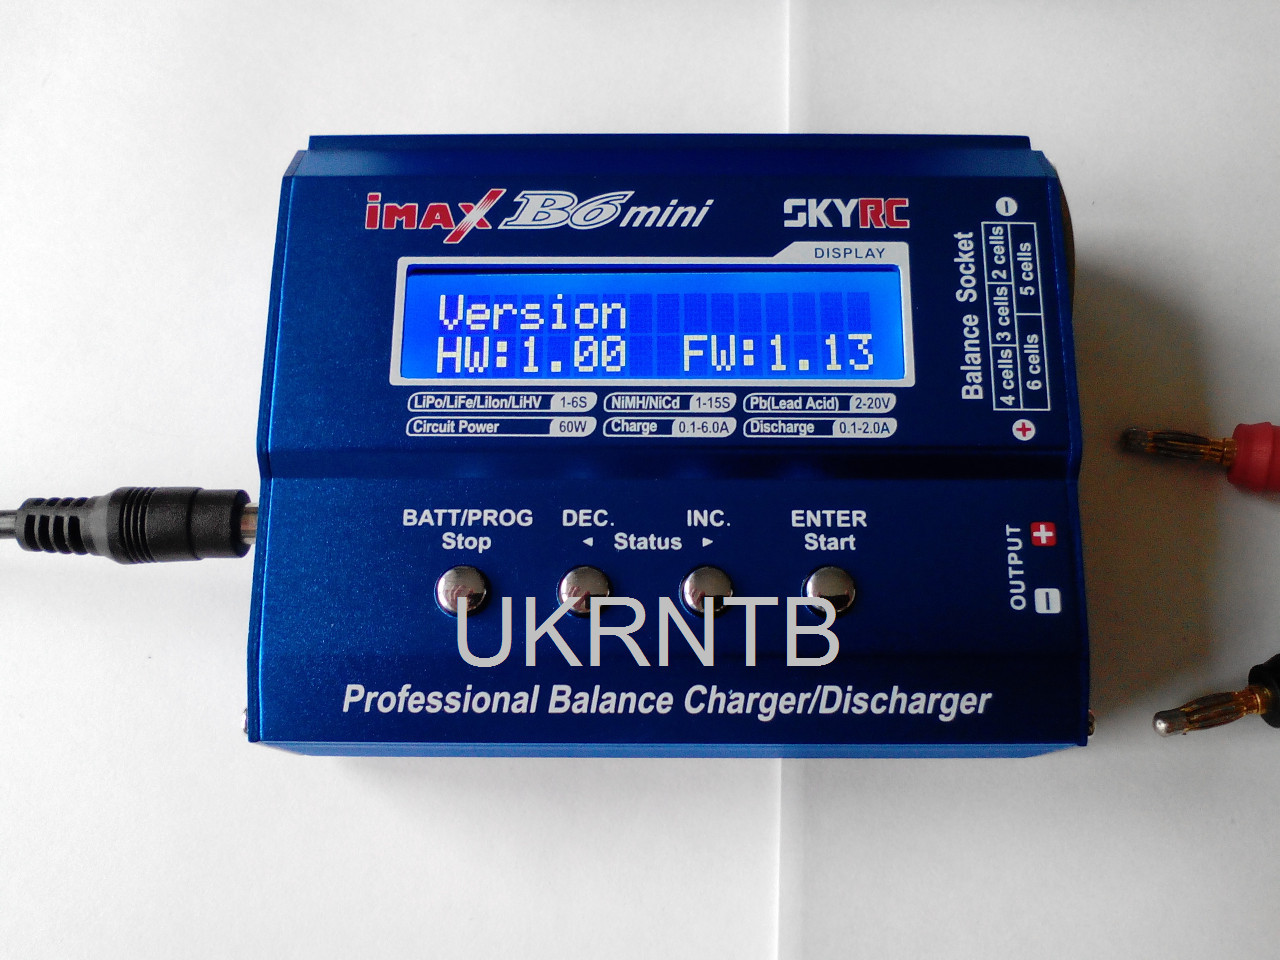 iMAX B6 mini SKYRC
DISPLAY
Version
HW:1.00 FW:1.13
LiPo/LiFe/LiIon/LiHV 1-6S NiMH/NiCd 1-15S Pb(Lead Acid) 2-20V
Circuit Power 60W Charge 0.1-6.0A Discharge 0.1-2.0A
Balance Socket
4 cells 3 cells 2 cells
6 cells 5 cells
BATT/PROG DEC. INC. ENTER
Stop ◄ Status ► Start
OUTPUT
UKRNTB
Professional Balance Charger/Discharger